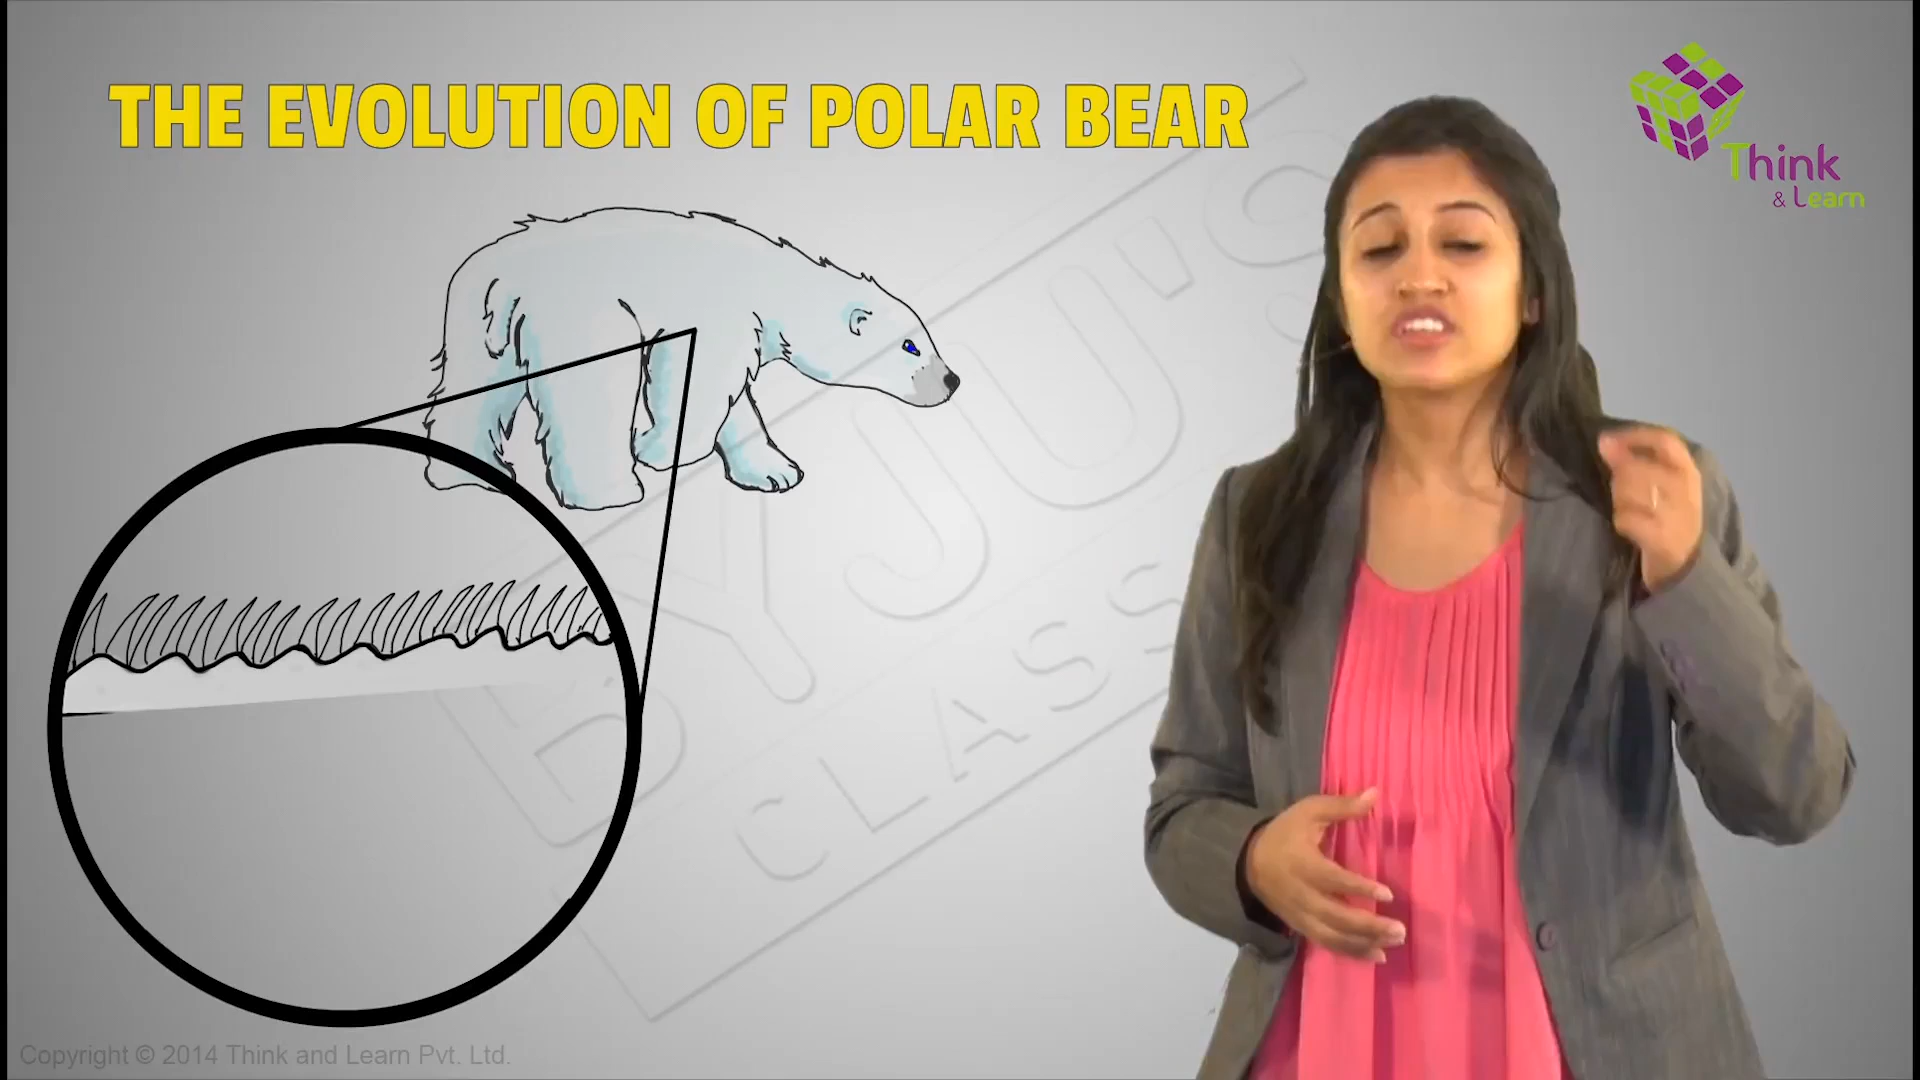 THE EVOLUTION OF POLAR BEAR
Think
& Learn
BYJU'S
CLASSES
Copyright © 2014 Think and Learn Pvt. Ltd.